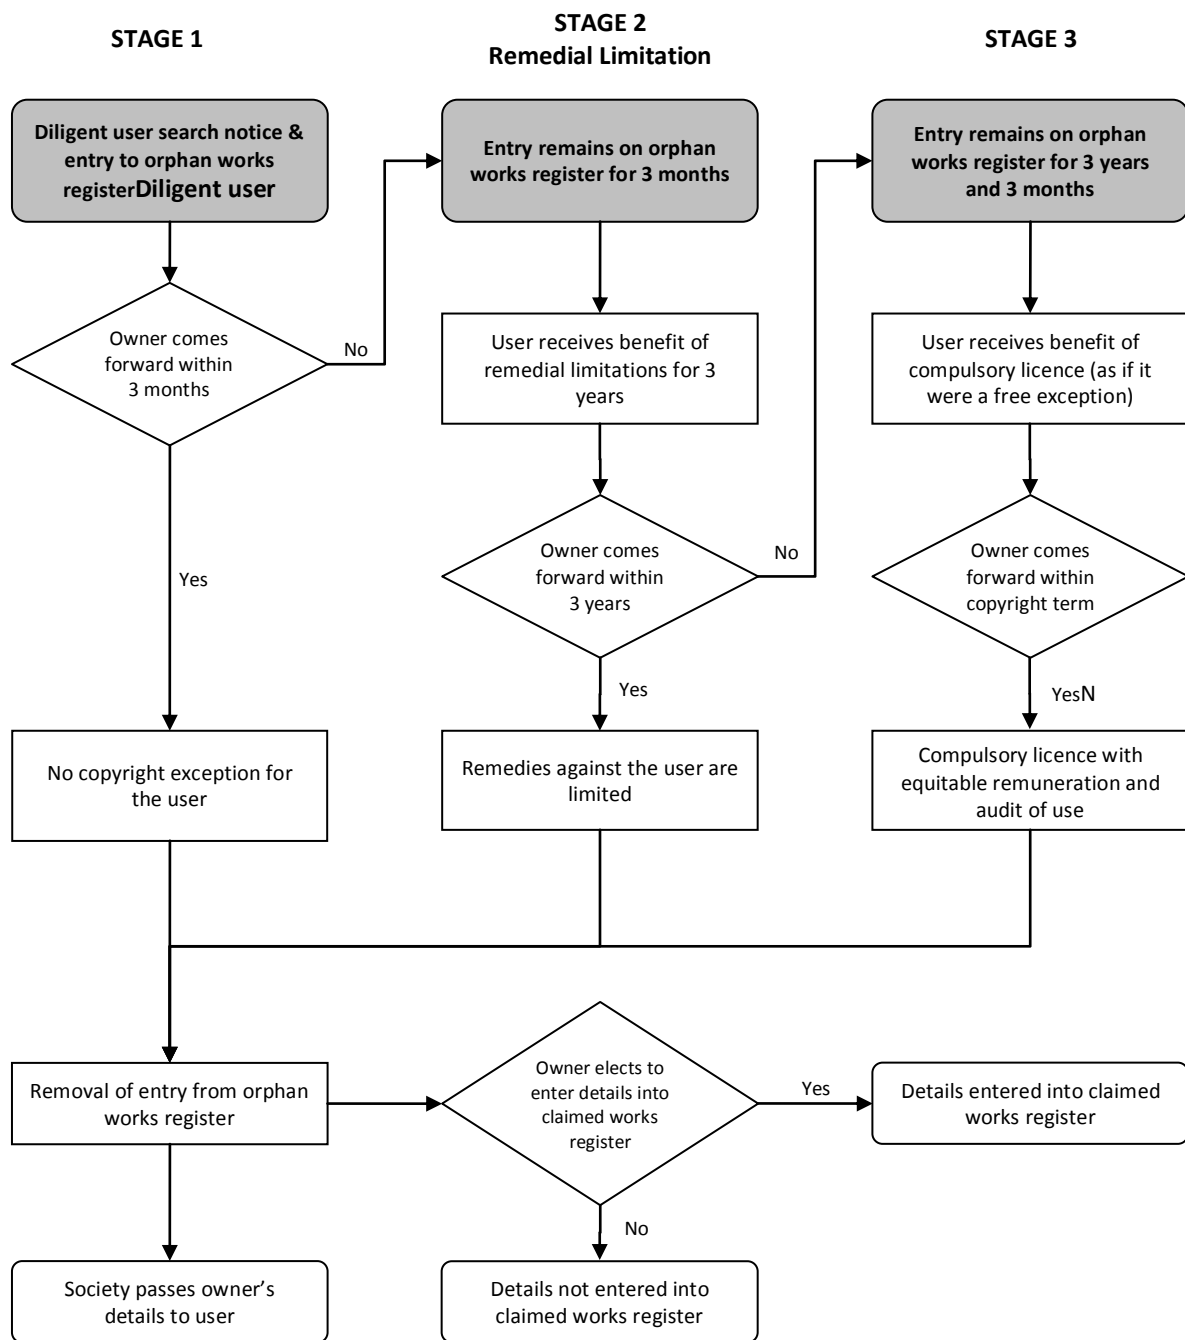 STAGE 1
STAGE 2
Remedial Limitation
STAGE 3
Diligent user search notice &
entry to orphan works
registerDiligent user
Entry remains on orphan
works register for 3 months
Entry remains on orphan
works register for 3 years
and 3 months
Owner comes
forward within
3 months
No
User receives benefit of
remedial limitations for 3
years
User receives benefit of
compulsory licence (as if it
were a free exception)
Yes
Owner comes
forward within
3 years
No
Owner comes
forward within
copyright term
Yes
YesN
No copyright exception for
the user
Remedies against the user are
limited
Compulsory licence with
equitable remuneration and
audit of use
Removal of entry from orphan
works register
Owner elects to
enter details into
claimed works
register
Yes
Details entered into claimed
works register
No
Society passes owner’s
details to user
Details not entered into
claimed works register